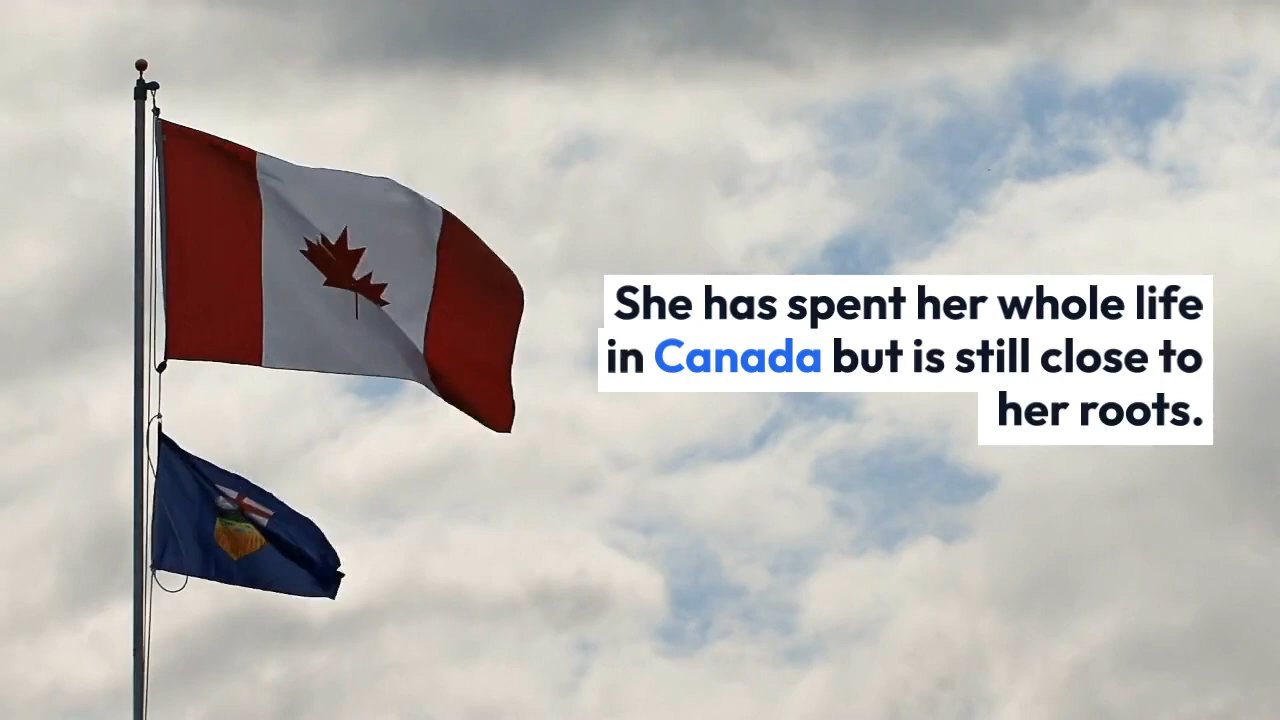 She has spent her whole life
in Canada but is still close to
her roots.